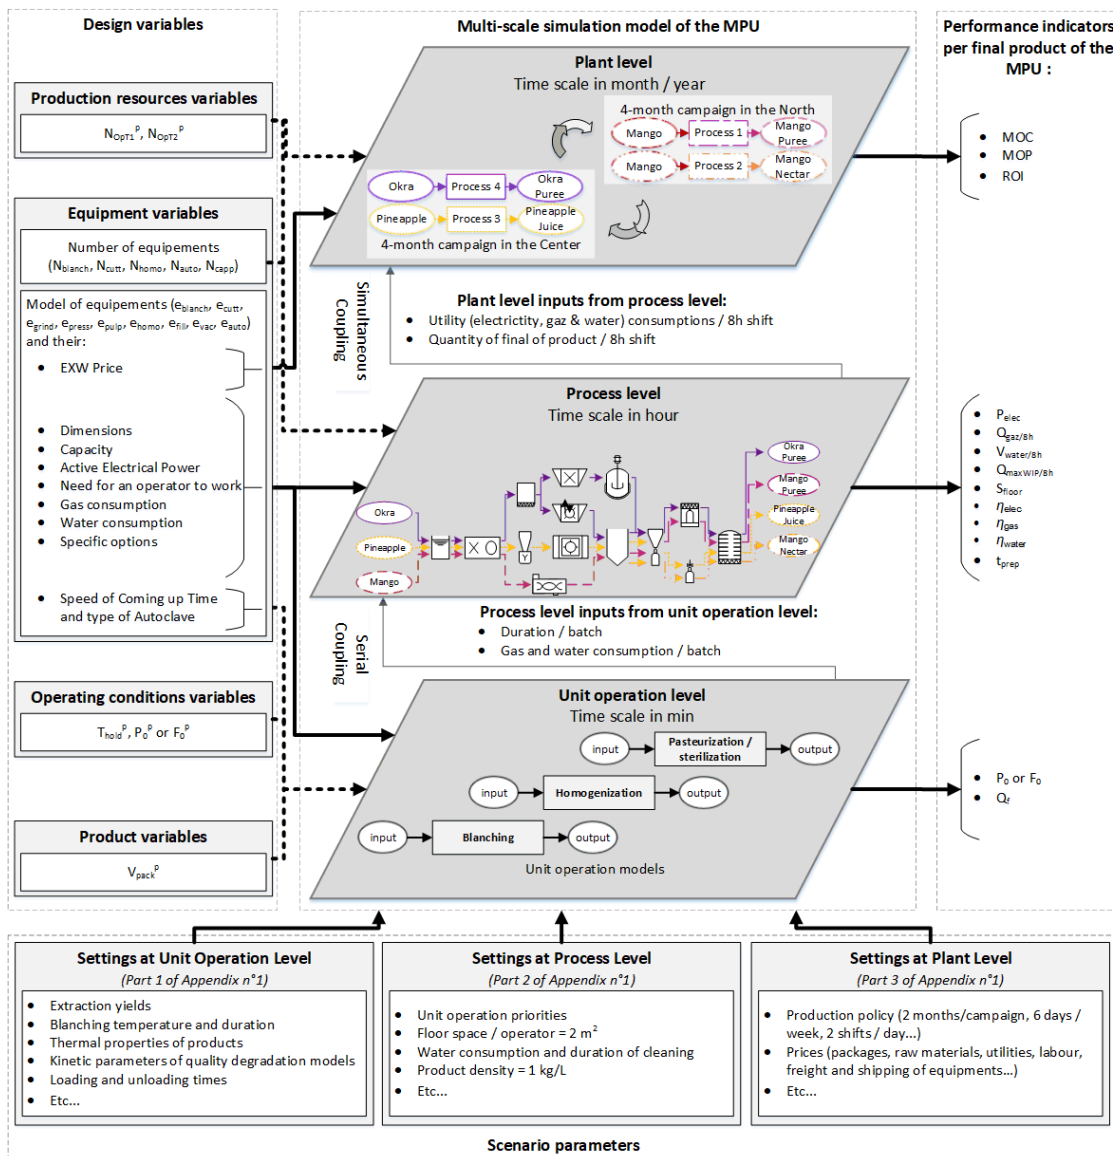 Design variables
Production resources variables
N_OpT1^p, N_OpT2^p
Equipment variables
Number of equipements
(N_blanch, N_cutt, N_homo, N_auto, N_capp)
Model of equipements (e_blanch, e_cutt,
e_grind, e_press, e_pulp, e_homo, e_fill, e_vac, e_auto)
and their:
• EXW Price
• Dimensions
• Capacity
• Active Electrical Power
• Need for an operator to work
• Gas consumption
• Water consumption
• Specific options
• Speed of Coming up Time
and type of Autoclave
Operating conditions variables
T_hold^p, P_0^p or F_0^p
Product variables
V_pack^p
Multi-scale simulation model of the MPU
Plant level
Time scale in month / year
4-month campaign in the North
Mango
Process 1
Mango
Puree
Mango
Process 2
Mango
Nectar
Okra
Process 4
Okra
Puree
Pineapple
Process 3
Pineapple
Juice
4-month campaign in the Center
Simultaneous
Coupling
Plant level inputs from process level:
• Utility (electrictity, gaz & water) consumptions / 8h shift
• Quantity of final of product / 8h shift
Process level
Time scale in hour
Okra
Pineapple
Mango
Y
Okra
Puree
Mango
Puree
Pineapple
Juice
Mango
Nectar
Serial
Coupling
Process level inputs from unit operation level:
• Duration / batch
• Gas and water consumption / batch
Unit operation level
Time scale in min
input
Pasteurization /
sterilization
output
input
Homogenization
output
input
Blanching
output
Unit operation models
Performance indicators
per final product of the
MPU :
• MOC
• MOP
• ROI
• P_elec
• Q_gaz/8h
• V_water/8h
• Q_maxWIP/8h
• S_floor
• η_elec
• η_gas
• η_water
• t_prep
• P_0 or F_0
• Q_f
Settings at Unit Operation Level
(Part 1 of Appendix n°1)
• Extraction yields
• Blanching temperature and duration
• Thermal properties of products
• Kinetic parameters of quality degradation models
• Loading and unloading times
• Etc...
Settings at Process Level
(Part 2 of Appendix n°1)
• Unit operation priorities
• Floor space / operator = 2 m²
• Water consumption and duration of cleaning
• Product density = 1 kg/L
• Etc...
Settings at Plant Level
(Part 3 of Appendix n°1)
• Production policy (2 months/campaign, 6 days /
week, 2 shifts / day...)
• Prices (packages, raw materials, utilities, labour,
freight and shipping of equipments...)
• Etc...
Scenario parameters